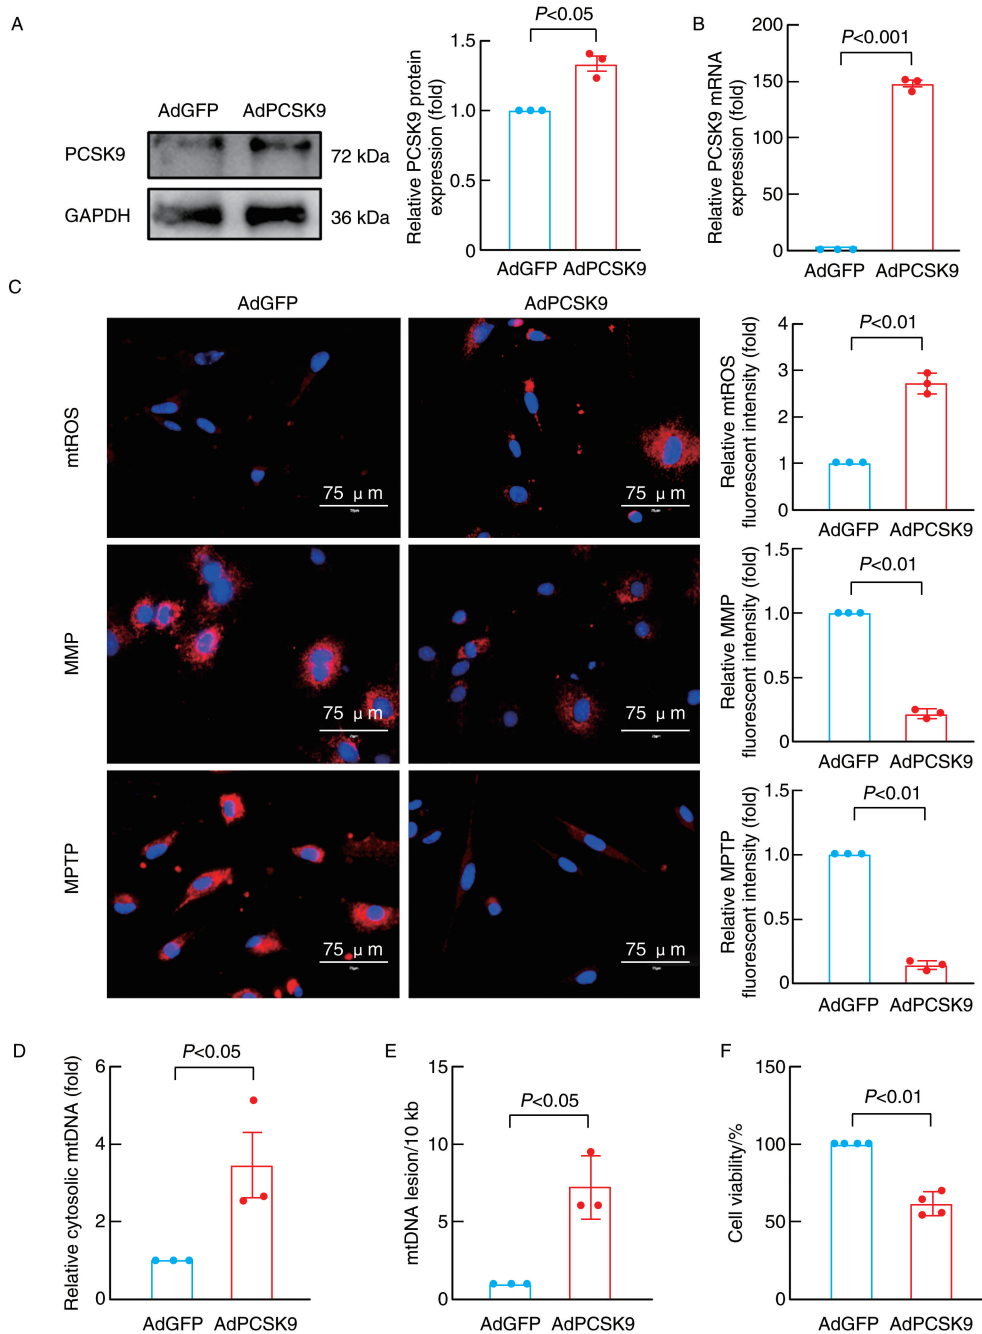 A
AdGFP AdPCSK9
PCSK9
72 kDa
GAPDH
36 kDa
Relative PCSK9 protein
expression (fold)
1.5
1.0
0.5
0
P<0.05
AdGFP AdPCSK9
B
Relative PCSK9 mRNA
expression (fold)
200
150
100
50
0
P<0.001
AdGFP AdPCSK9
C
AdGFP AdPCSK9
mtROS
75 μm
75 μm
Relative mtROS
fluorescent intensity (fold)
4
3
2
1
0
P<0.01
AdGFP AdPCSK9
MMP
75 μm
75 μm
Relative MMP
fluorescent intensity (fold)
1.5
1.0
0.5
0
P<0.01
AdGFP AdPCSK9
MPTP
75 μm
75 μm
Relative MPTP
fluorescent intensity (fold)
1.5
1.0
0.5
0
P<0.01
AdGFP AdPCSK9
D
Relative cytosolic mtDNA (fold)
6
4
2
0
P<0.05
AdGFP AdPCSK9
E
mtDNA lesion/10 kb
15
10
5
0
P<0.05
AdGFP AdPCSK9
F
Cell viability/%
150
100
50
0
P<0.01
AdGFP AdPCSK9